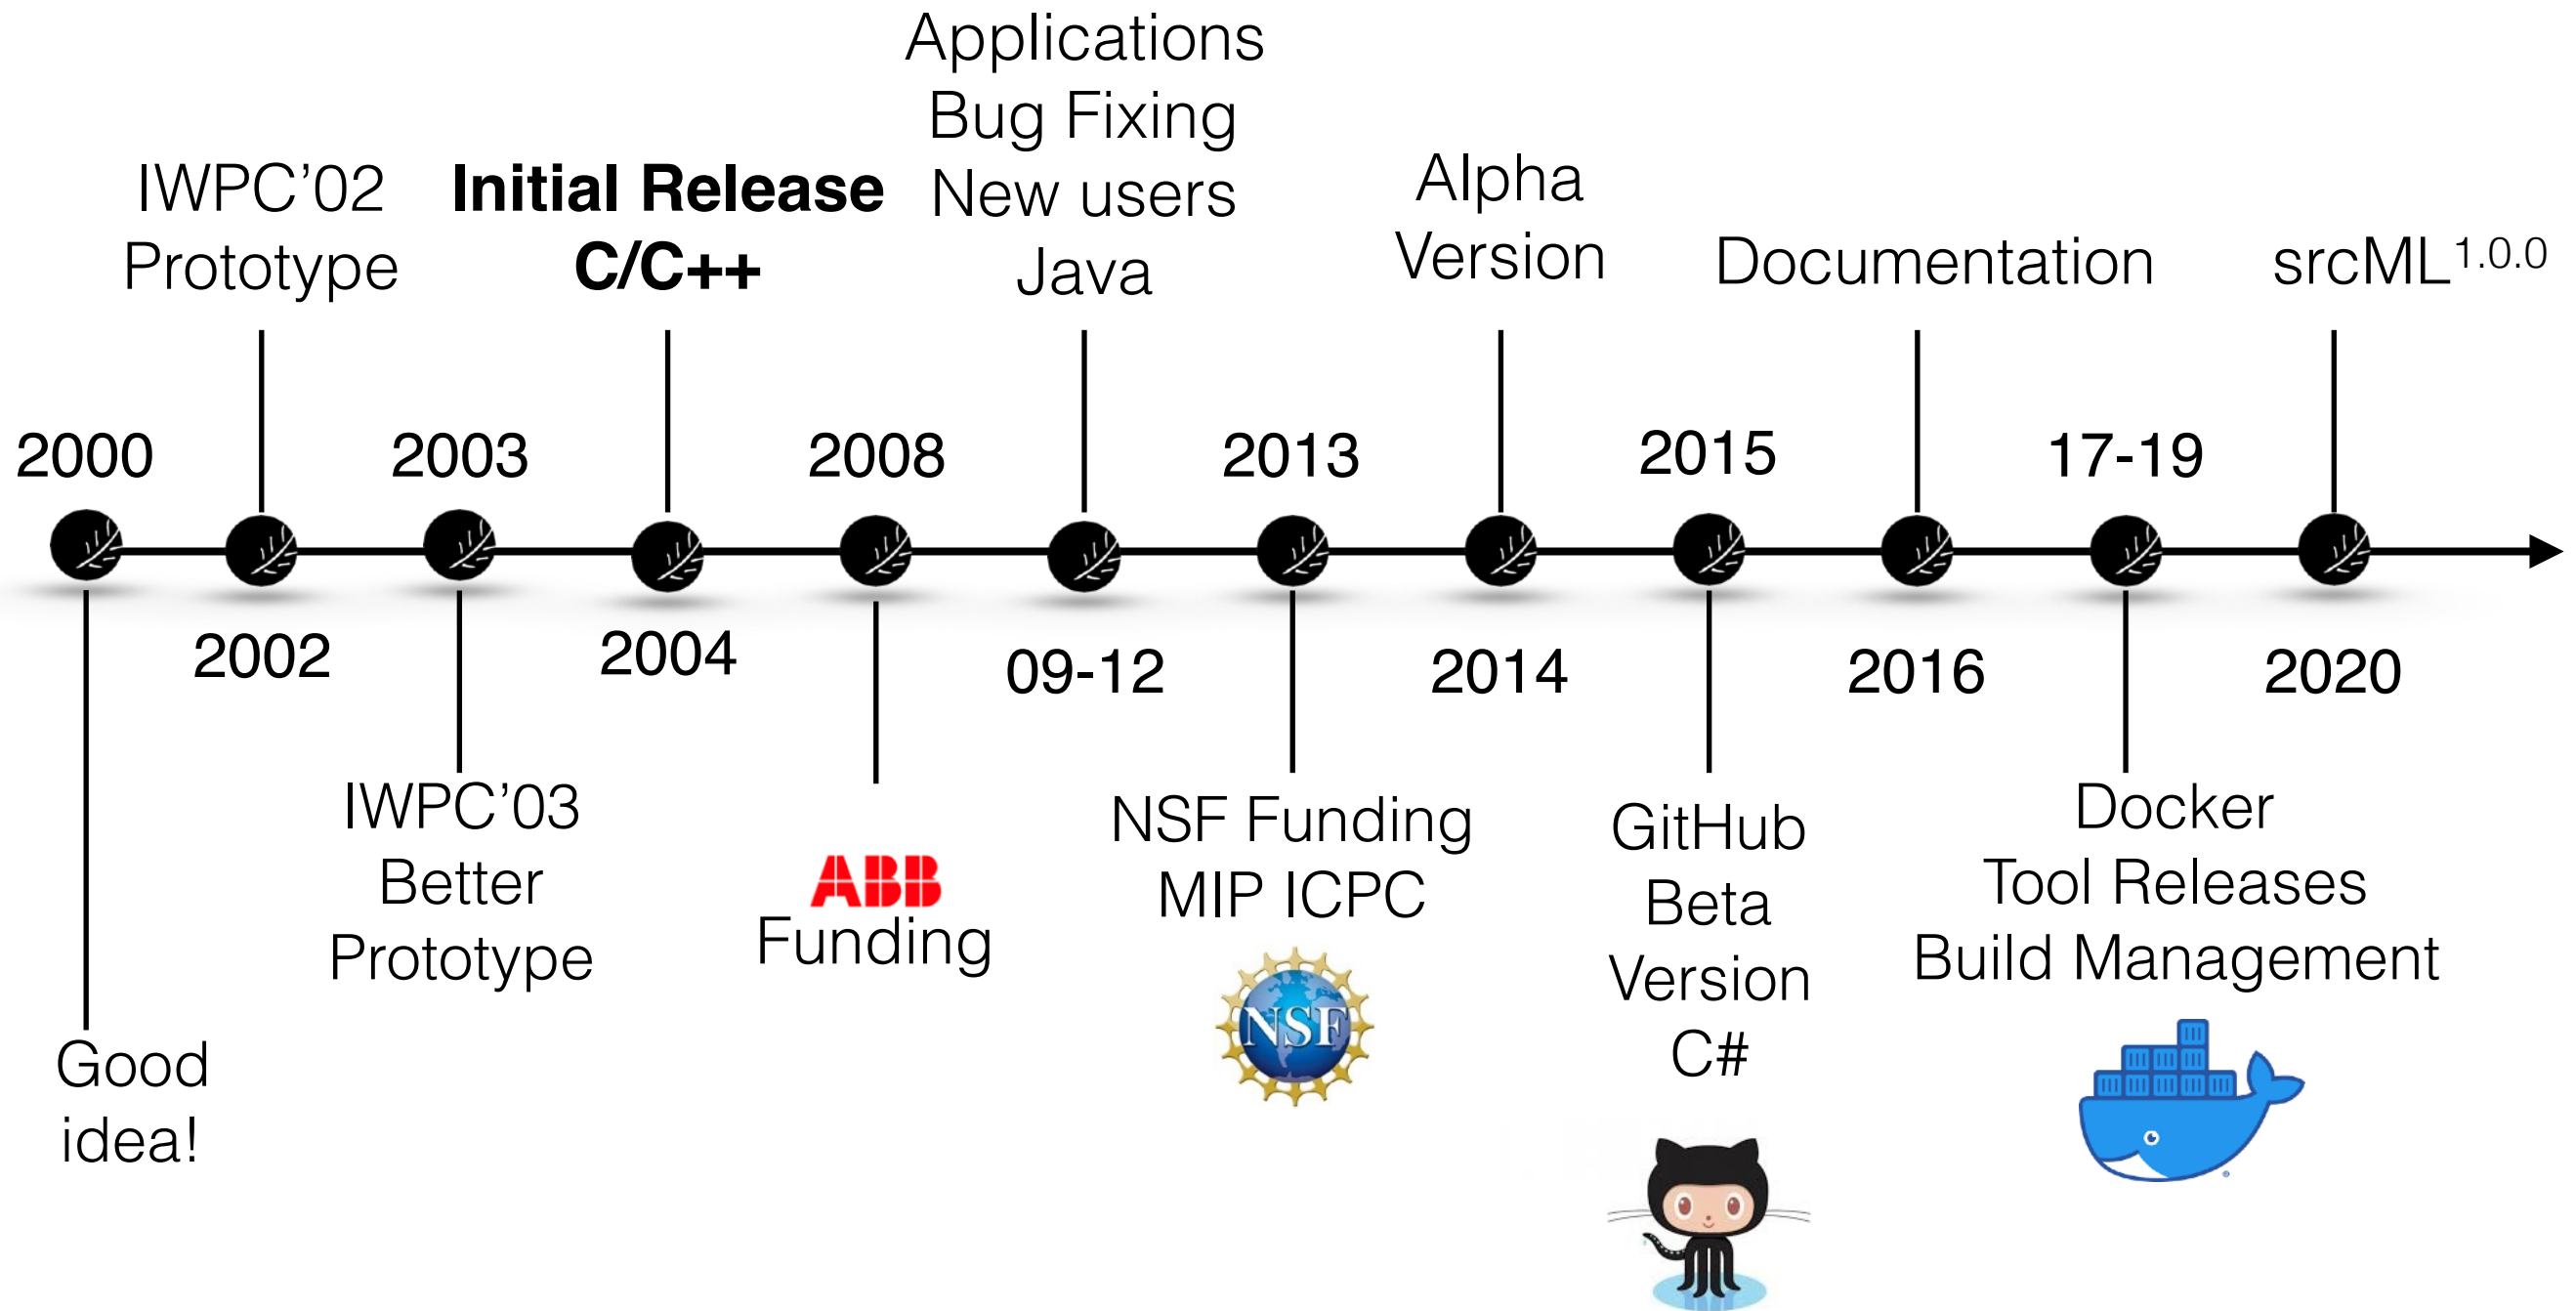 Applications
Bug Fixing
New users
Java
IWPC’02
Prototype
Initial Release
C/C++
Alpha
Version
Documentation
srcML1.0.0
2000
2003
2008
2013
2015
17-19
2002
2004
09-12
2014
2016
2020
Good
idea!
IWPC’03
Better
Prototype
ABB
Funding
NSF Funding
MIP ICPC
NSF
GitHub
Beta
Version
C#
Docker
Tool Releases
Build Management